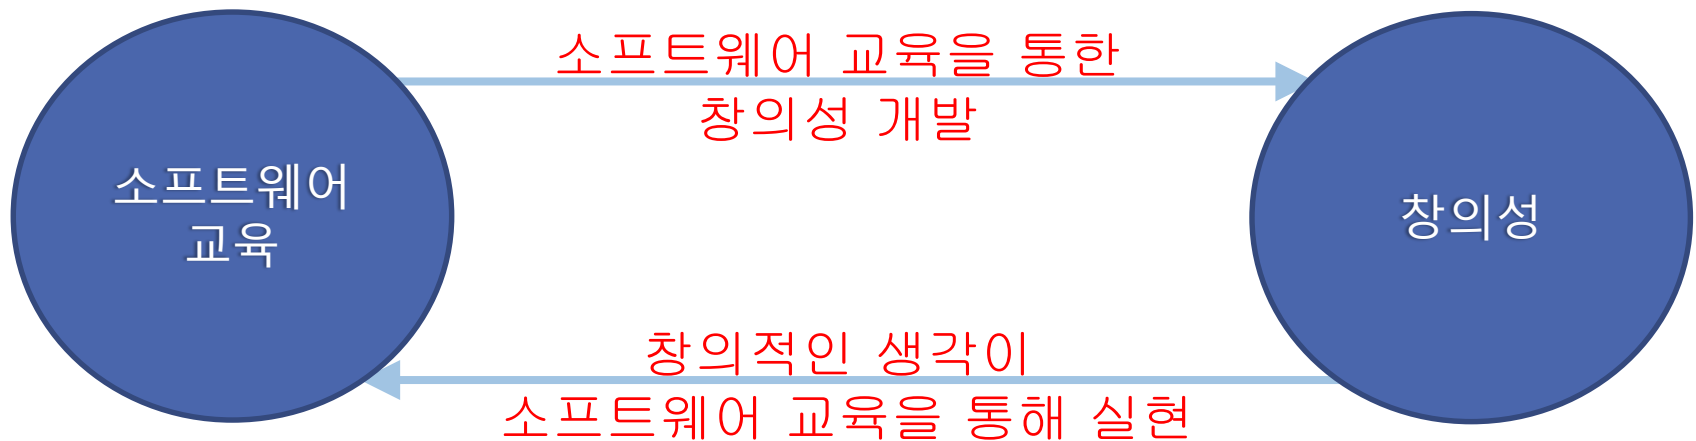 소프트웨어 교육을 통한
창의성 개발
소프트웨어
교육
창의성
창의적인 생각이
소프트웨어 교육을 통해 실현